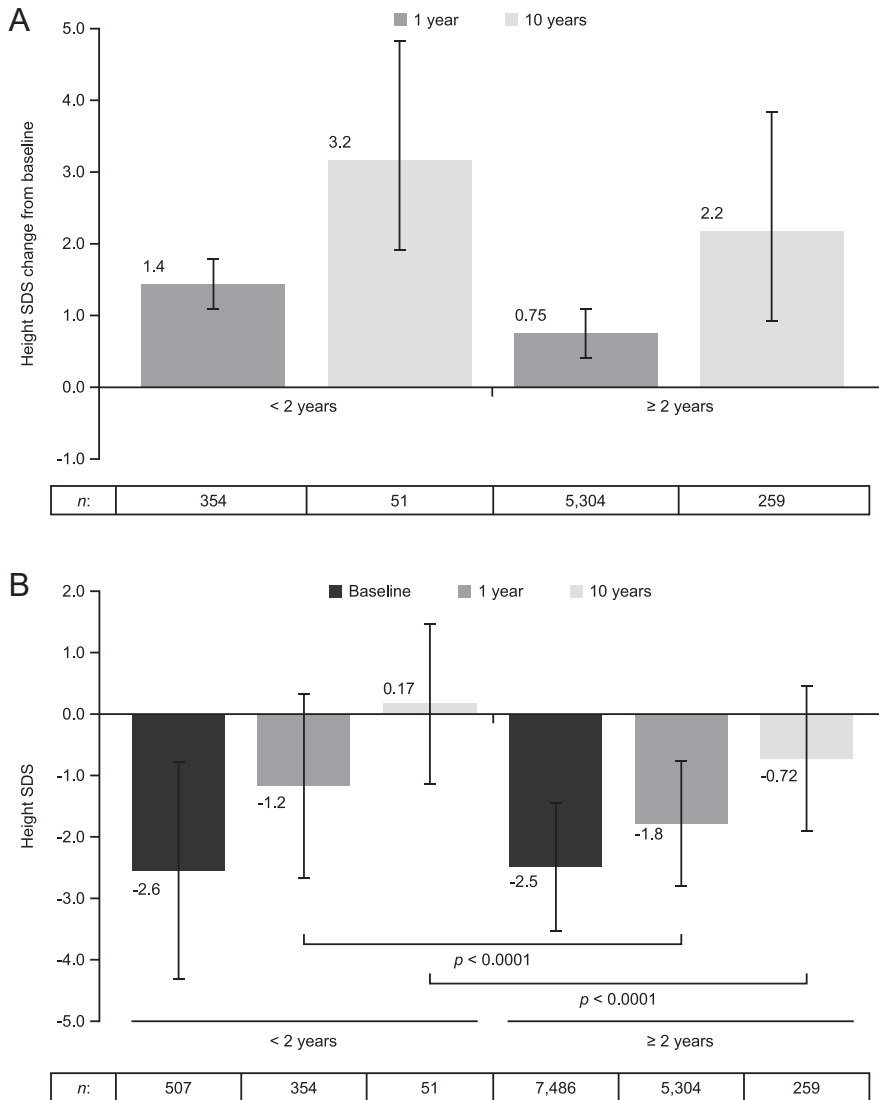 A
1 year 10 years
5.0
4.0
3.0
2.0
1.0
0.0
-1.0
Height SDS change from baseline
1.4
3.2
0.75
2.2
< 2 years ≥ 2 years
n: 354 51 5,304 259
B
Baseline 1 year 10 years
2.0
1.0
0.0
-1.0
-2.0
-3.0
-4.0
-5.0
Height SDS
-2.6
-1.2
0.17
-2.5
-1.8
-0.72
p < 0.0001
p < 0.0001
< 2 years ≥ 2 years
n: 507 354 51 7,486 5,304 259